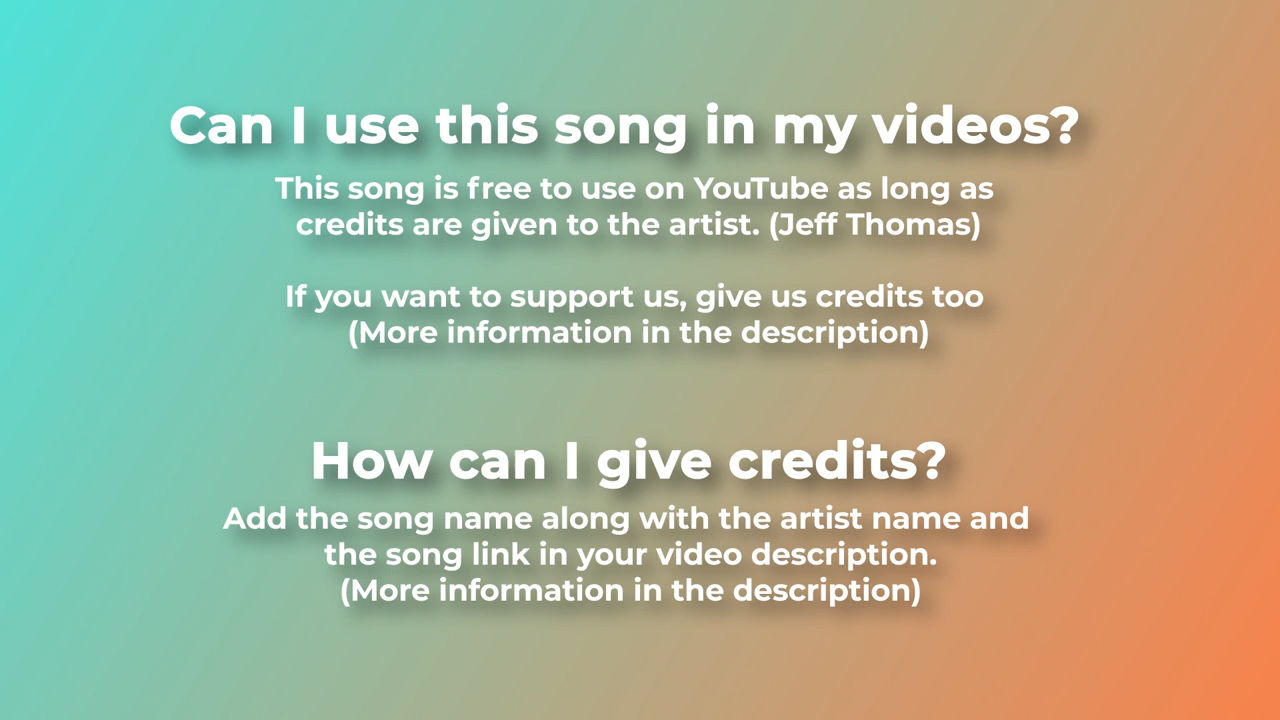 Can I use this song in my videos?
This song is free to use on YouTube as long as
credits are given to the artist. (Jeff Thomas)
If you want to support us, give us credits too
(More information in the description)
How can I give credits?
Add the song name along with the artist name and
the song link in your video description.
(More information in the description)